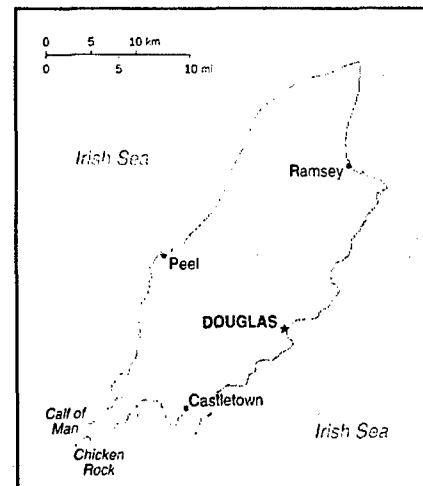 0 5 10 km
0 5 10 mi
Irish Sea
Ramsey
Peel
DOUGLAS
Castletown
Calf of
Man
Chicken
Rock
Irish Sea